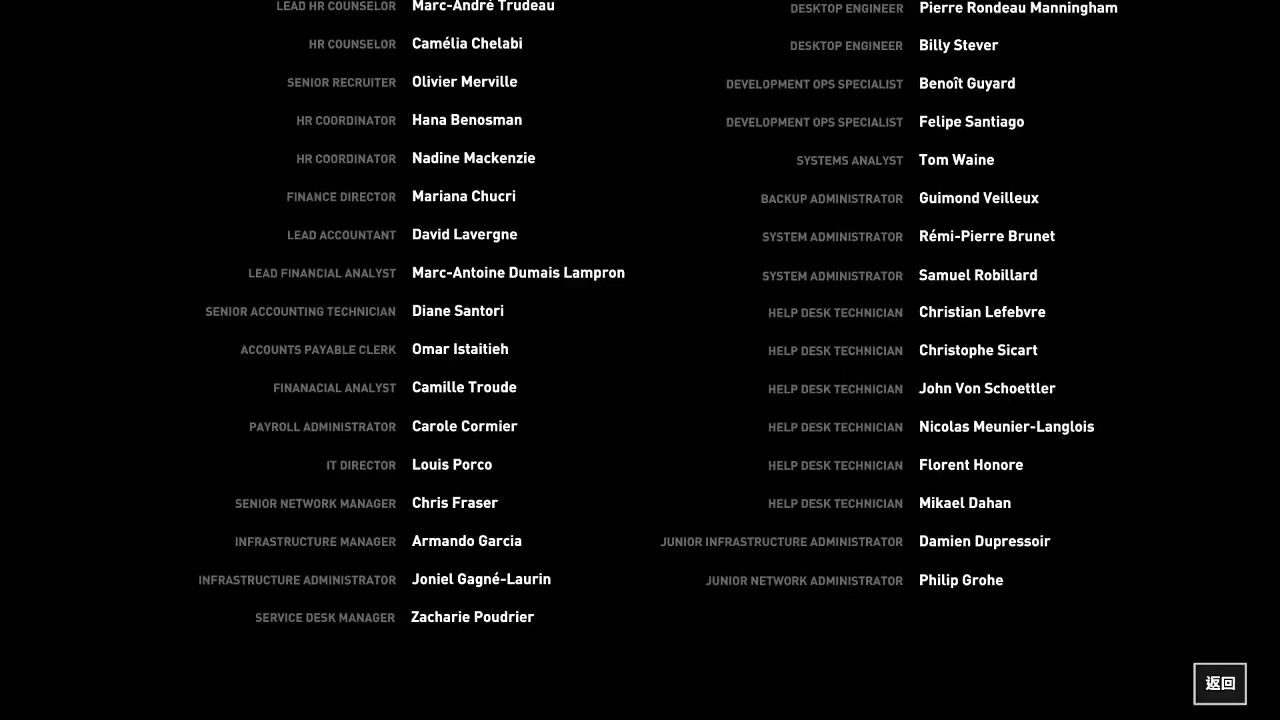 LEAD HR COUNSELOR Marc-André Trudeau
HR COUNSELOR Camélia Chelabi
SENIOR RECRUITER Olivier Merville
HR COORDINATOR Hana Benosman
HR COORDINATOR Nadine Mackenzie
FINANCE DIRECTOR Mariana Chucri
LEAD ACCOUNTANT David Lavergne
LEAD FINANCIAL ANALYST Marc-Antoine Dumais Lampron
SENIOR ACCOUNTING TECHNICIAN Diane Santori
ACCOUNTS PAYABLE CLERK Omar Istaitieh
FINANACIAL ANALYST Camille Troude
PAYROLL ADMINISTRATOR Carole Cormier
IT DIRECTOR Louis Porco
SENIOR NETWORK MANAGER Chris Fraser
INFRASTRUCTURE MANAGER Armando Garcia
INFRASTRUCTURE ADMINISTRATOR Joniel Gagné-Laurin
SERVICE DESK MANAGER Zacharie Poudrier
DESKTOP ENGINEER Pierre Rondeau Manningham
DESKTOP ENGINEER Billy Stever
DEVELOPMENT OPS SPECIALIST Benoît Guyard
DEVELOPMENT OPS SPECIALIST Felipe Santiago
SYSTEMS ANALYST Tom Waine
BACKUP ADMINISTRATOR Guimond Veilleux
SYSTEM ADMINISTRATOR Rémi-Pierre Brunet
SYSTEM ADMINISTRATOR Samuel Robillard
HELP DESK TECHNICIAN Christian Lefebvre
HELP DESK TECHNICIAN Christophe Sicart
HELP DESK TECHNICIAN John Von Schoettler
HELP DESK TECHNICIAN Nicolas Meunier-Langlois
HELP DESK TECHNICIAN Florent Honore
HELP DESK TECHNICIAN Mikael Dahan
JUNIOR INFRASTRUCTURE ADMINISTRATOR Damien Dupressoir
JUNIOR NETWORK ADMINISTRATOR Philip Grohe
返回